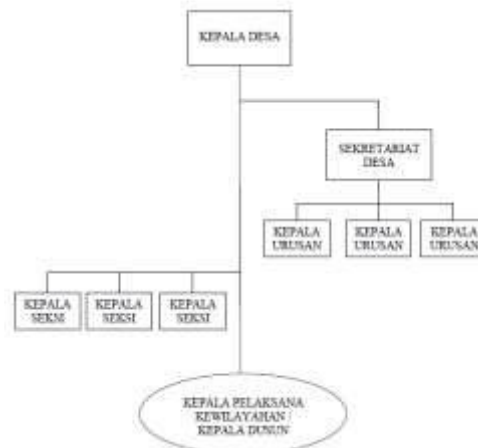 KEPALA DESA
SEKRETARIAT
DESA
KEPALA
URUSAN
KEPALA
URUSAN
KEPALA
URUSAN
KEPALA
SEKSI
KEPALA
SEKSI
KEPALA
SEKSI
KEPALA PELAKSANA
KEWILAYAHAN /
KEPALA DUSUN